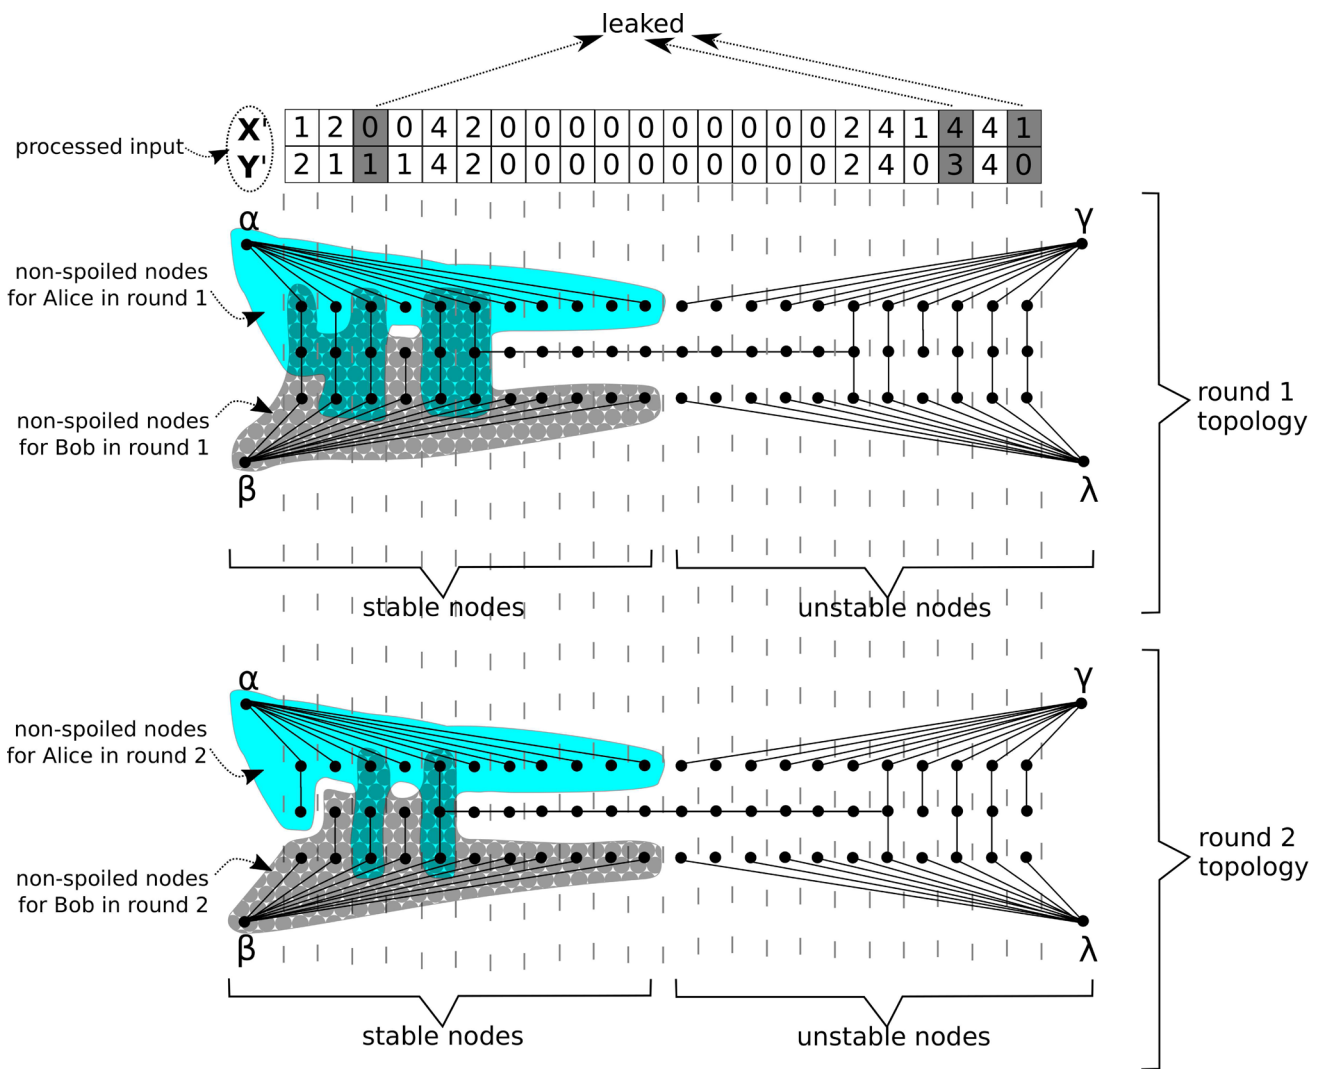 leaked
X' 1 2 0 0 4 2 0 0 0 0 0 0 0 0 0 0 2 4 1 4 4 1
processed input
Y' 2 1 1 1 4 2 0 0 0 0 0 0 0 0 0 0 2 4 0 3 4 0
α γ
non-spoiled nodes
for Alice in round 1
round 1
topology
non-spoiled nodes
for Bob in round 1
β λ
stable nodes unstable nodes
α γ
non-spoiled nodes
for Alice in round 2
round 2
topology
non-spoiled nodes
for Bob in round 2
β λ
stable nodes unstable nodes